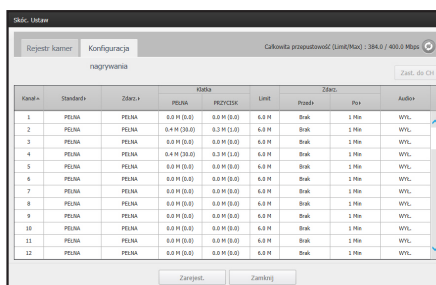 Skóc. Ustaw
Rejestr kamer
Konfiguracja nagrywania
Całkowita przepustowość (Limit/Max) : 384.0 / 400.0 Mbps
Zast. do CH
Kanał Standard Zdarz. Klatka Limit Zdarz. Audio
PEŁNA PRZYCISK Przed Po
1 PEŁNA PEŁNA 0.0 M (0.0) 0.0 M (0.0) 6.0 M Brak 1 Min WYŁ.
2 PEŁNA PEŁNA 0.4 M (30.0) 0.3 M (1.0) 6.0 M Brak 1 Min WYŁ.
3 PEŁNA PEŁNA 0.0 M (0.0) 0.0 M (0.0) 6.0 M Brak 1 Min WYŁ.
4 PEŁNA PEŁNA 0.4 M (30.0) 0.3 M (1.0) 6.0 M Brak 1 Min WYŁ.
5 PEŁNA PEŁNA 0.0 M (0.0) 0.0 M (0.0) 6.0 M Brak 1 Min WYŁ.
6 PEŁNA PEŁNA 0.0 M (0.0) 0.0 M (0.0) 6.0 M Brak 1 Min WYŁ.
7 PEŁNA PEŁNA 0.0 M (0.0) 0.0 M (0.0) 6.0 M Brak 1 Min WYŁ.
8 PEŁNA PEŁNA 0.0 M (0.0) 0.0 M (0.0) 6.0 M Brak 1 Min WYŁ.
9 PEŁNA PEŁNA 0.0 M (0.0) 0.0 M (0.0) 6.0 M Brak 1 Min WYŁ.
10 PEŁNA PEŁNA 0.0 M (0.0) 0.0 M (0.0) 6.0 M Brak 1 Min WYŁ.
11 PEŁNA PEŁNA 0.0 M (0.0) 0.0 M (0.0) 6.0 M Brak 1 Min WYŁ.
12 PEŁNA PEŁNA 0.0 M (0.0) 0.0 M (0.0) 6.0 M Brak 1 Min WYŁ.
Zarejest. Zamknij